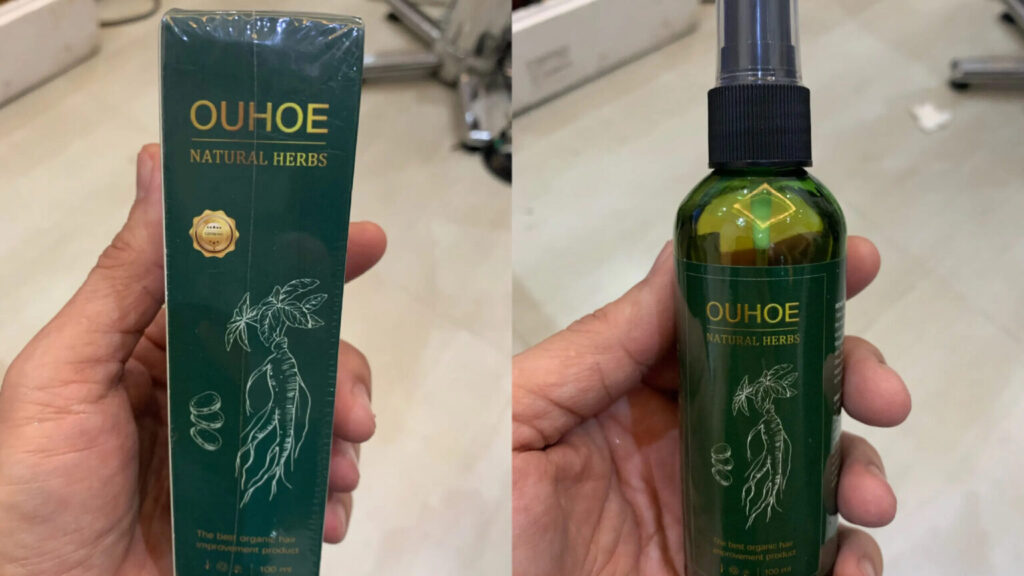 OUHOE
NATURAL HERBS
The best organic hair
improvement product
100 ml
OUHOE
NATURAL HERBS
The best organic hair
improvement product
100 ml